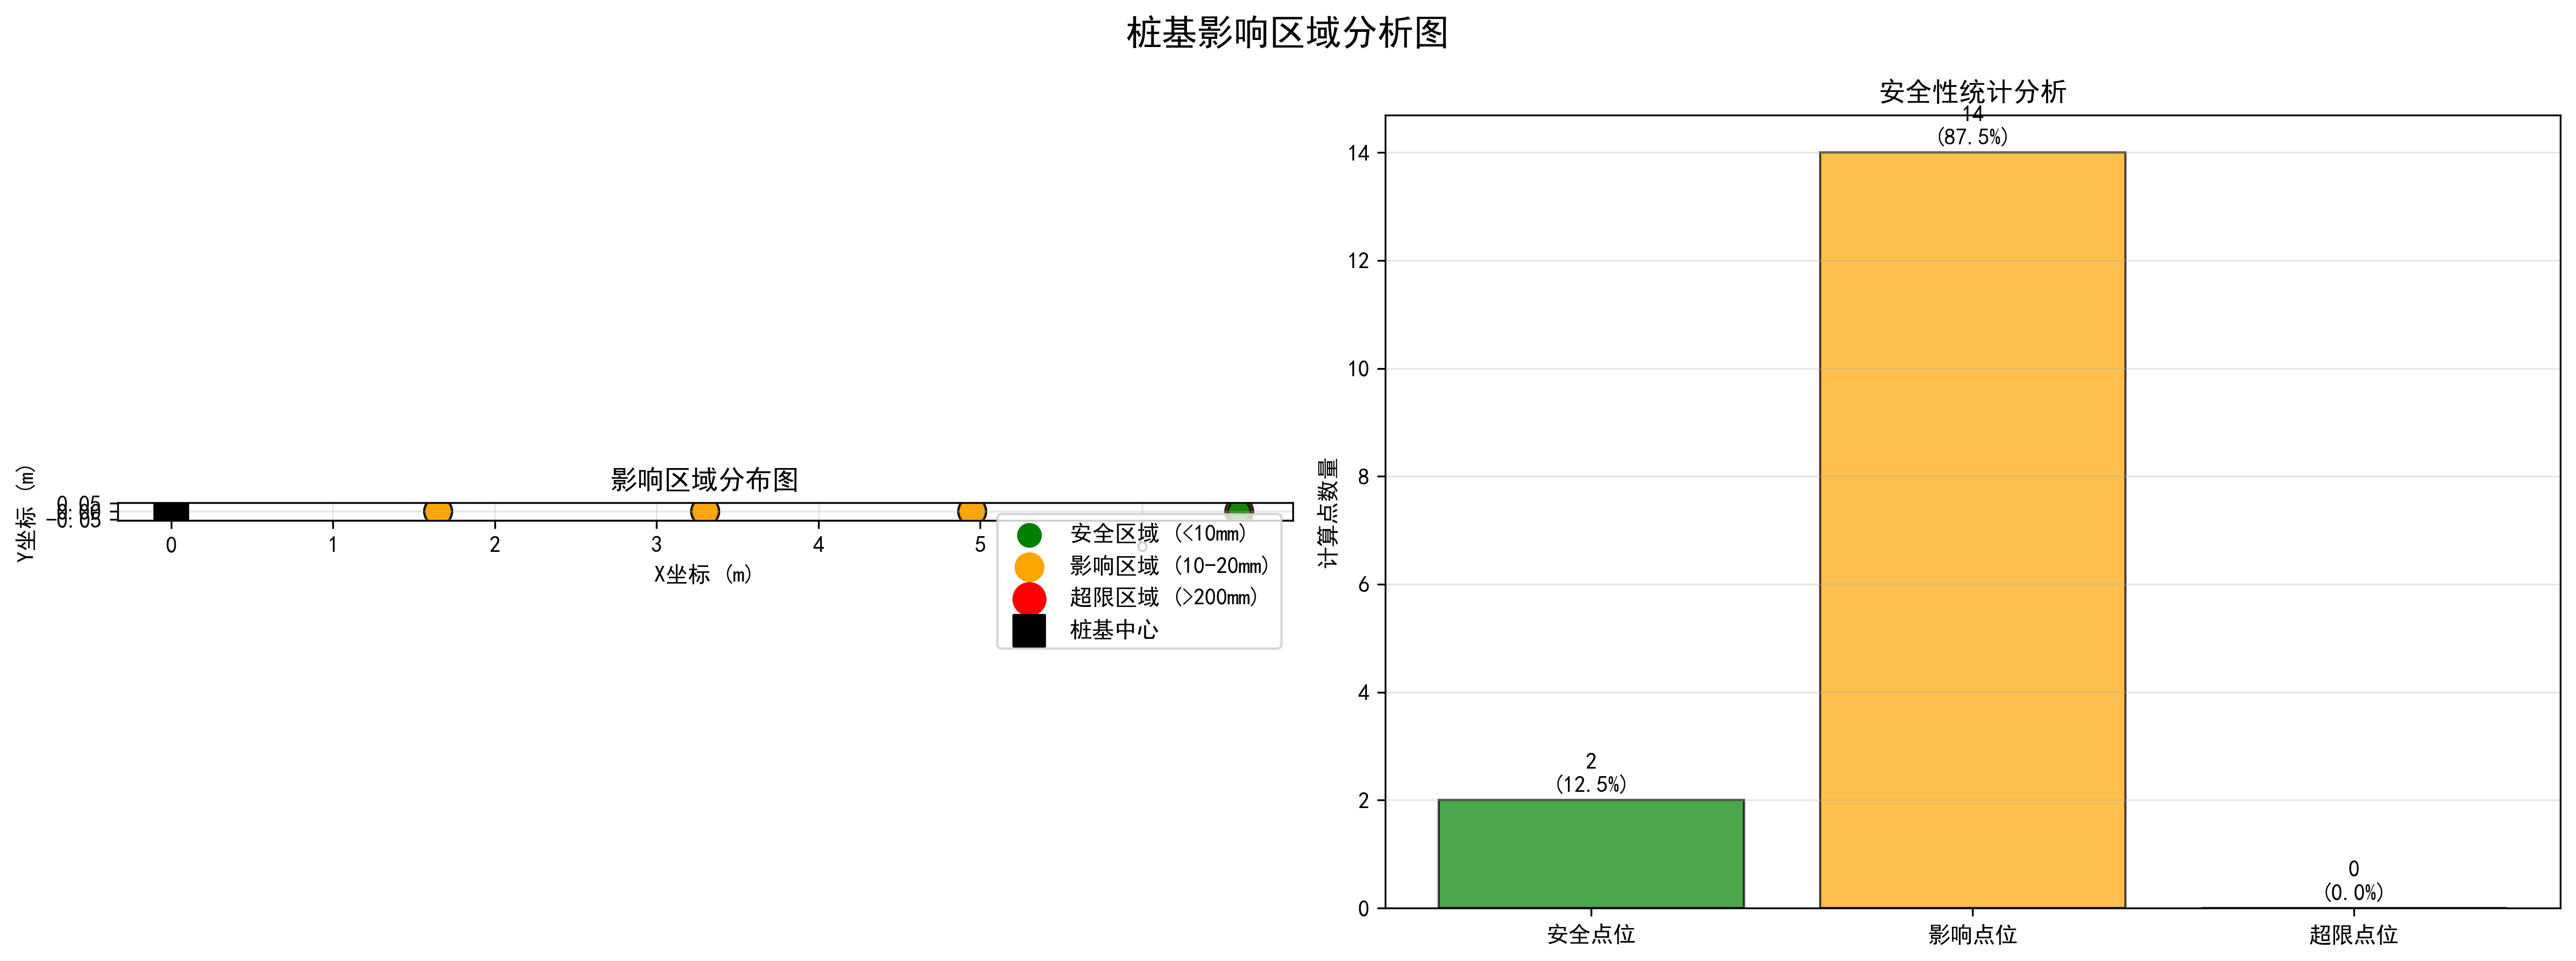 桩基影响区域分析图
影响区域分布图
Y坐标 (m)
0.05
-0.05
0
1
2
3
4
5
6
X坐标 (m)
安全区域 (<10mm)
影响区域 (10-20mm)
超限区域 (>200mm)
桩基中心
安全性统计分析
计算点数量
14
12
10
8
6
4
2
0
2
(12.5%)
14
(87.5%)
0
(0.0%)
安全点位
影响点位
超限点位